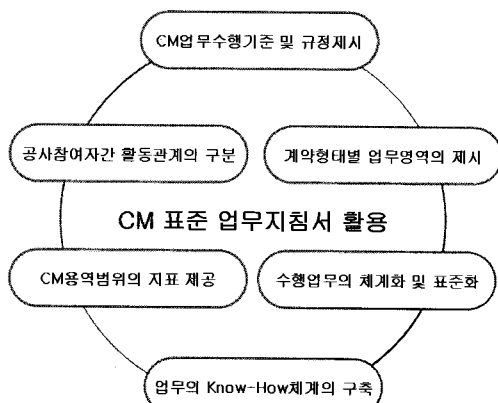 CM업무수행기준 및 규정제시
공사참여자간 활동관계의 구분
계약형태별 업무영역의 제시
CM 표준 업무지침서 활용
CM용역범위의 지표 제공
수행업무의 체계화 및 표준화
업무의 Know-How체계의 구축